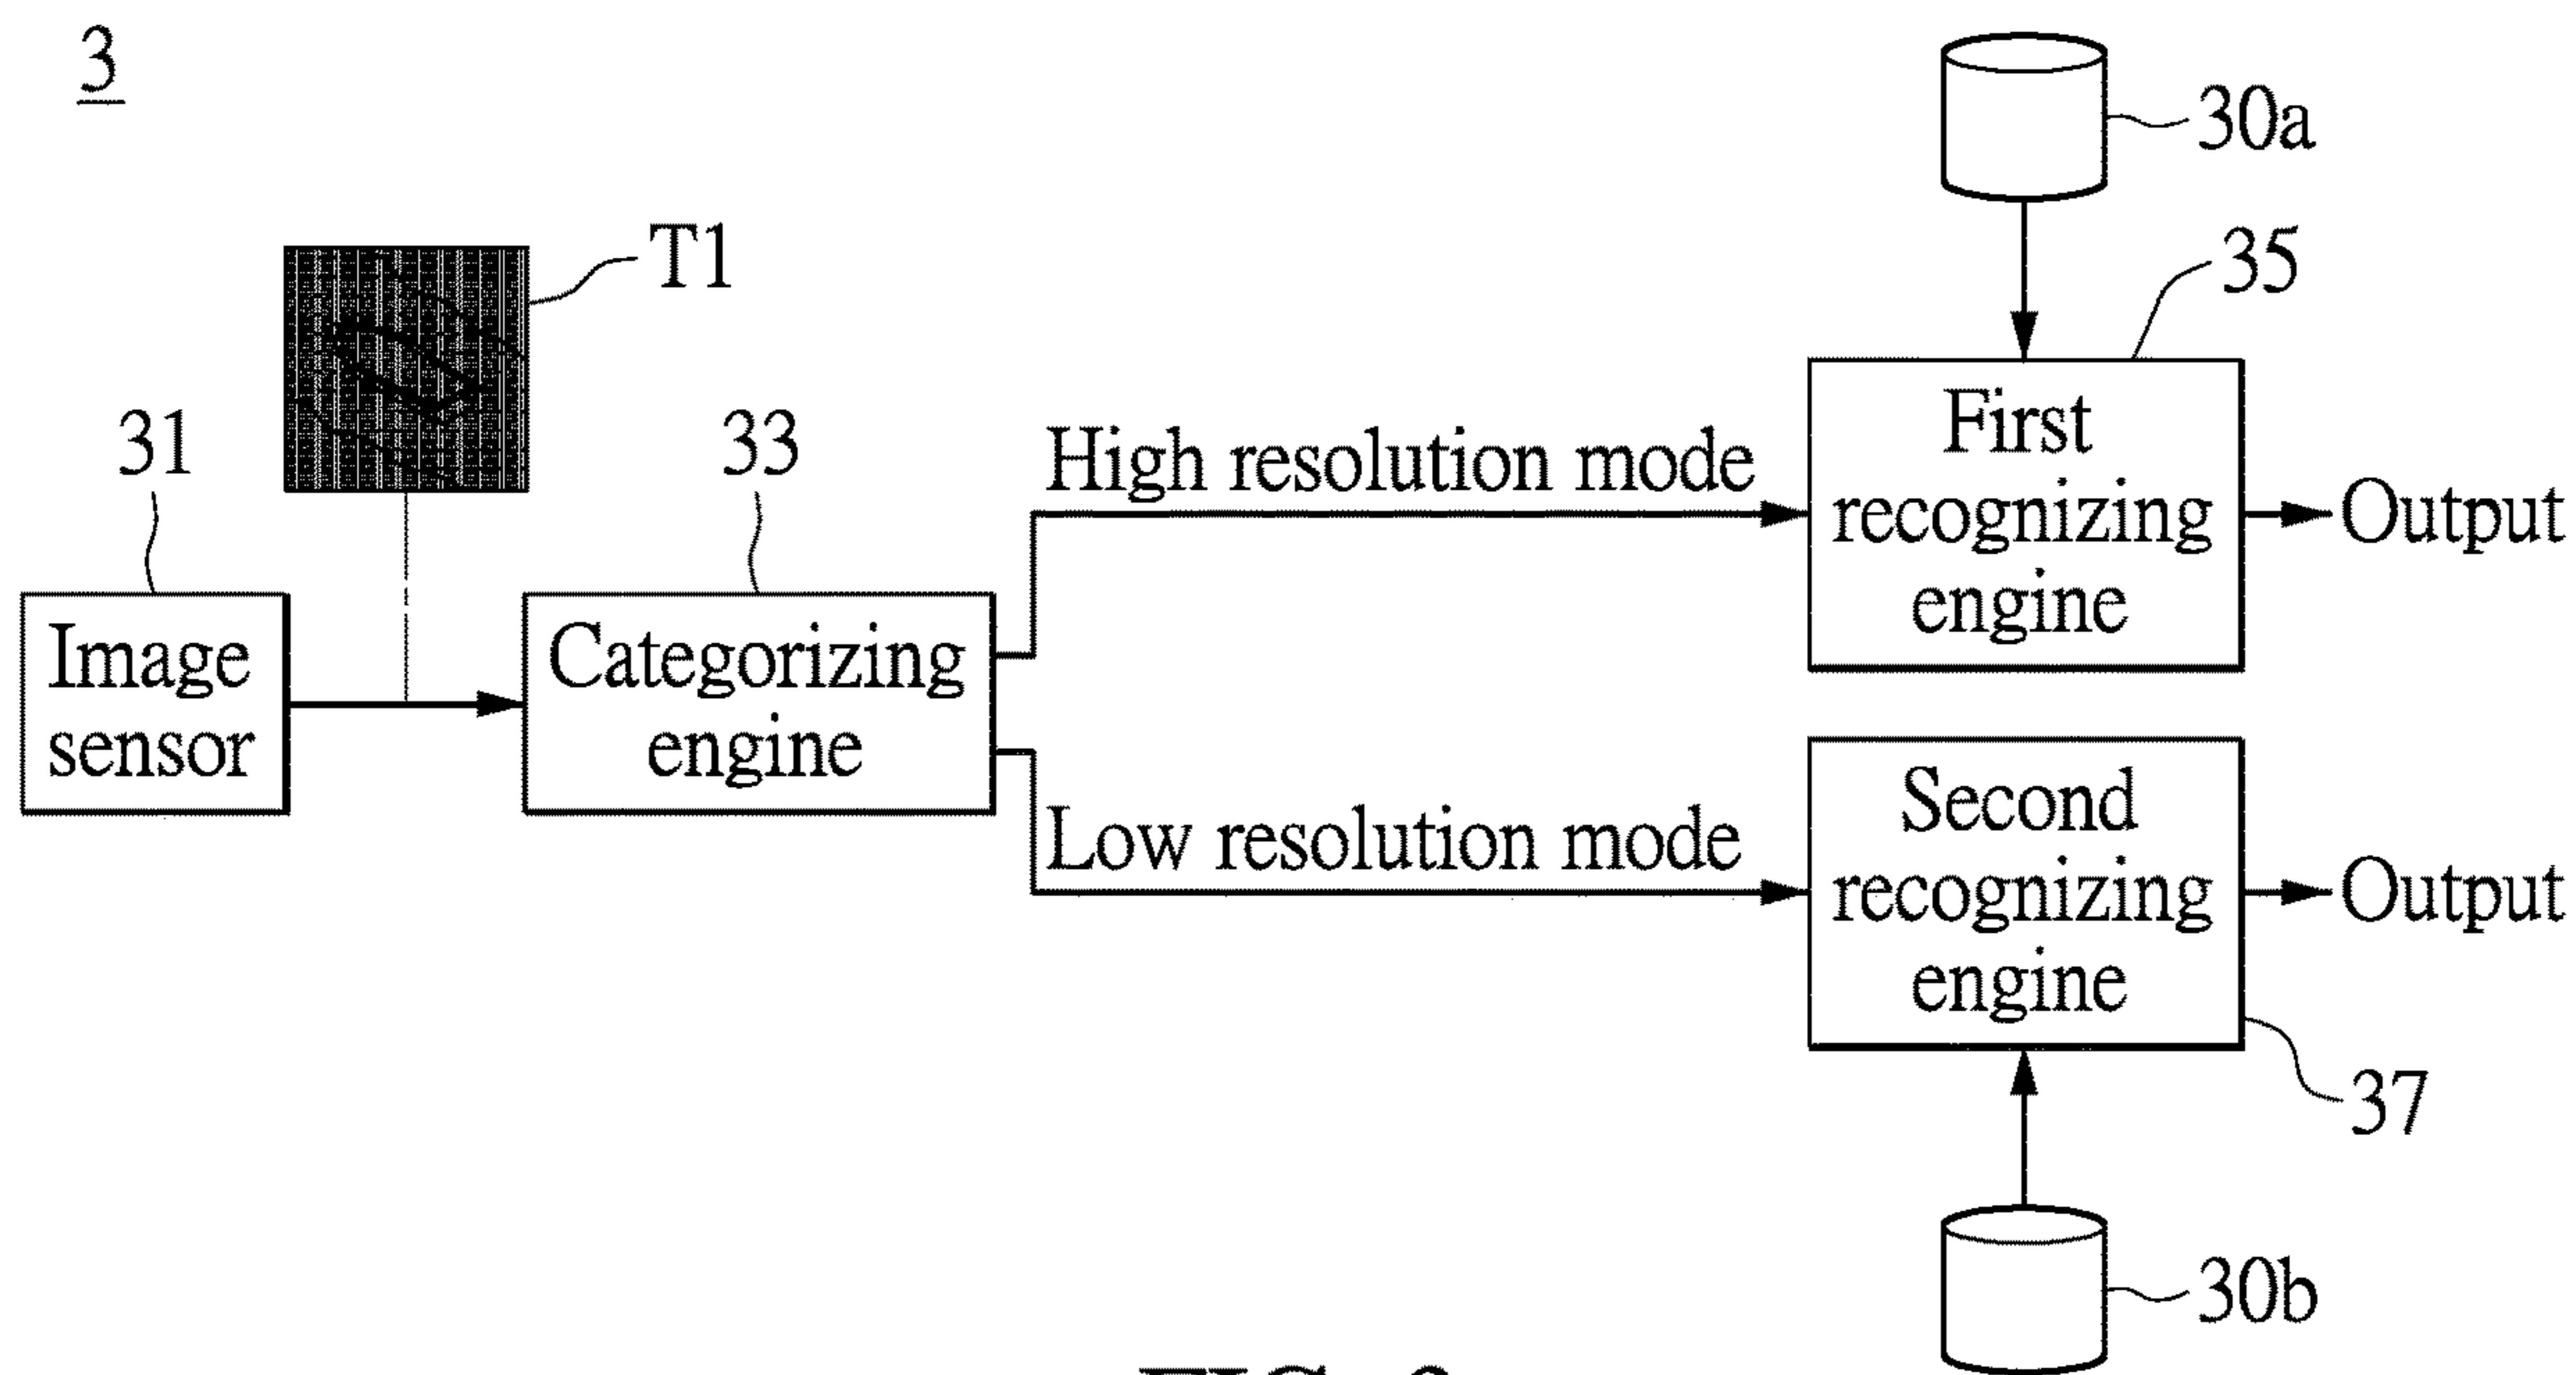 3
30a
T1
35
31
33
High resolution mode
First
recognizing
engine
Output
Image
sensor
Categorizing
engine
Low resolution mode
Second
recognizing
engine
Output
37
30b